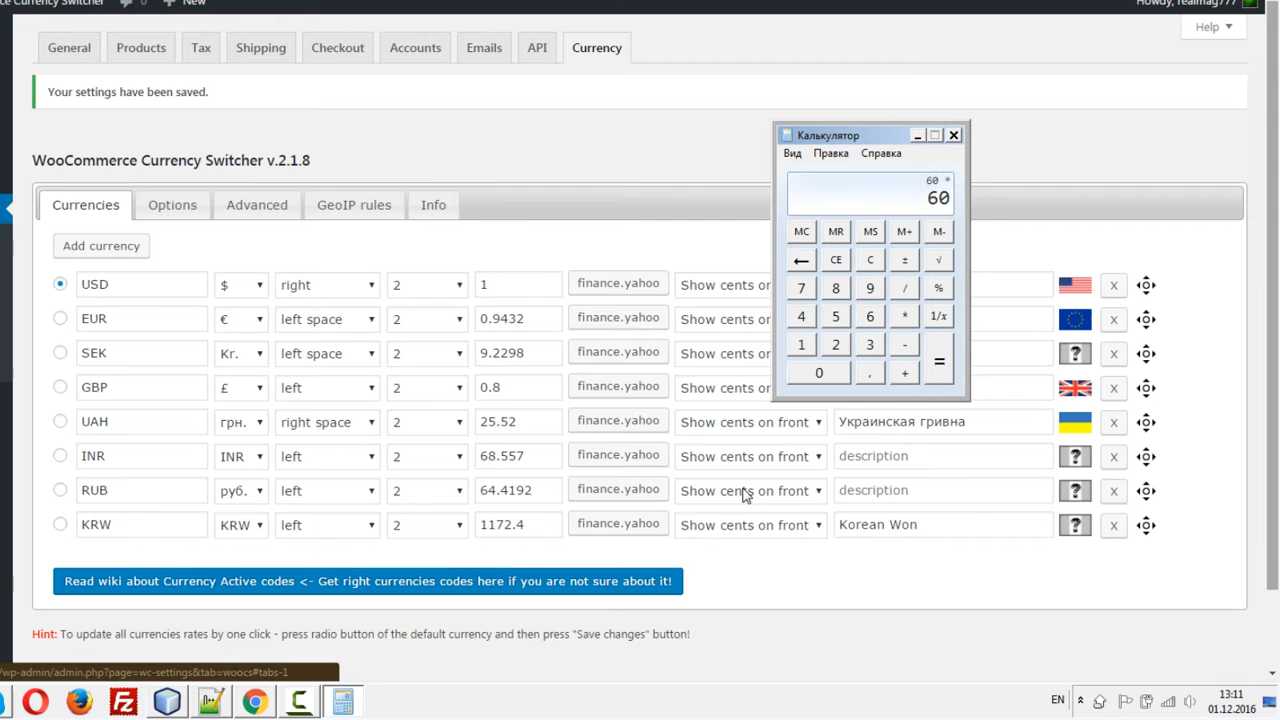 ce Currency Switcher 0 New Howdy, realmag777
Help
General Products Tax Shipping Checkout Accounts Emails API Currency
Your settings have been saved.
WooCommerce Currency Switcher v.2.1.8
Currencies Options Advanced GeoIP rules Info
Add currency
USD $ right 2 1 finance.yahoo Show cents on
EUR € left space 2 0.9432 finance.yahoo Show cents on
SEK Kr. left space 2 9.2298 finance.yahoo Show cents on
GBP £ left 2 0.8 finance.yahoo Show cents on
UAH грн. right space 2 25.52 finance.yahoo Show cents on front Украинская гривна X
INR INR left 2 68.557 finance.yahoo Show cents on front description ? X
RUB руб. left 2 64.4192 finance.yahoo Show cents on front description ? X
KRW KRW left 2 1172.4 finance.yahoo Show cents on front Korean Won ? X
X
X
? X
X
Калькулятор
Вид Правка Справка
60 *
60
MC MR MS M+ M-
← CE C ± √
7 8 9 / %
4 5 6 * 1/x
1 2 3 - =
0 , +
Read wiki about Currency Active codes <- Get right currencies codes here if you are not sure about it!
Hint: To update all currencies rates by one click - press radio button of the default currency and then press "Save changes" button!
/wp-admin/admin.php?page=wc-settings&tab=woocs#tabs-1
EN 13:11
01.12.2016